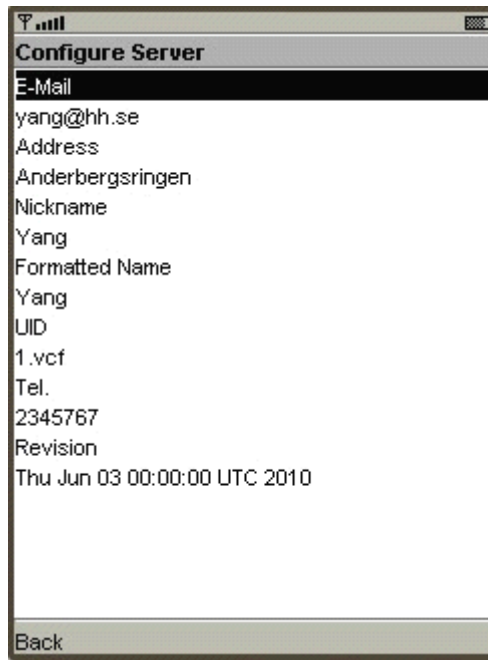 Configure Server
E-Mail
yang@hh.se
Address
Anderbergsringen
Nickname
Yang
Formatted Name
Yang
UID
1.vcf
Tel.
2345767
Revision
Thu Jun 03 00:00:00 UTC 2010
Back